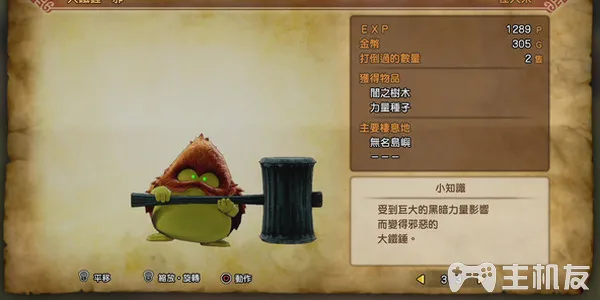 ＥＸＰ 1289 P
金幣 305 G
打倒過的數量 2 隻
獲得物品
闇之樹木
力量種子
主要棲息地
無名島嶼
－－－
小知識
受到巨大的黑暗力量影響
而變得邪惡的
大鐵錘。
平移 縮放・旋轉 動作
主机友